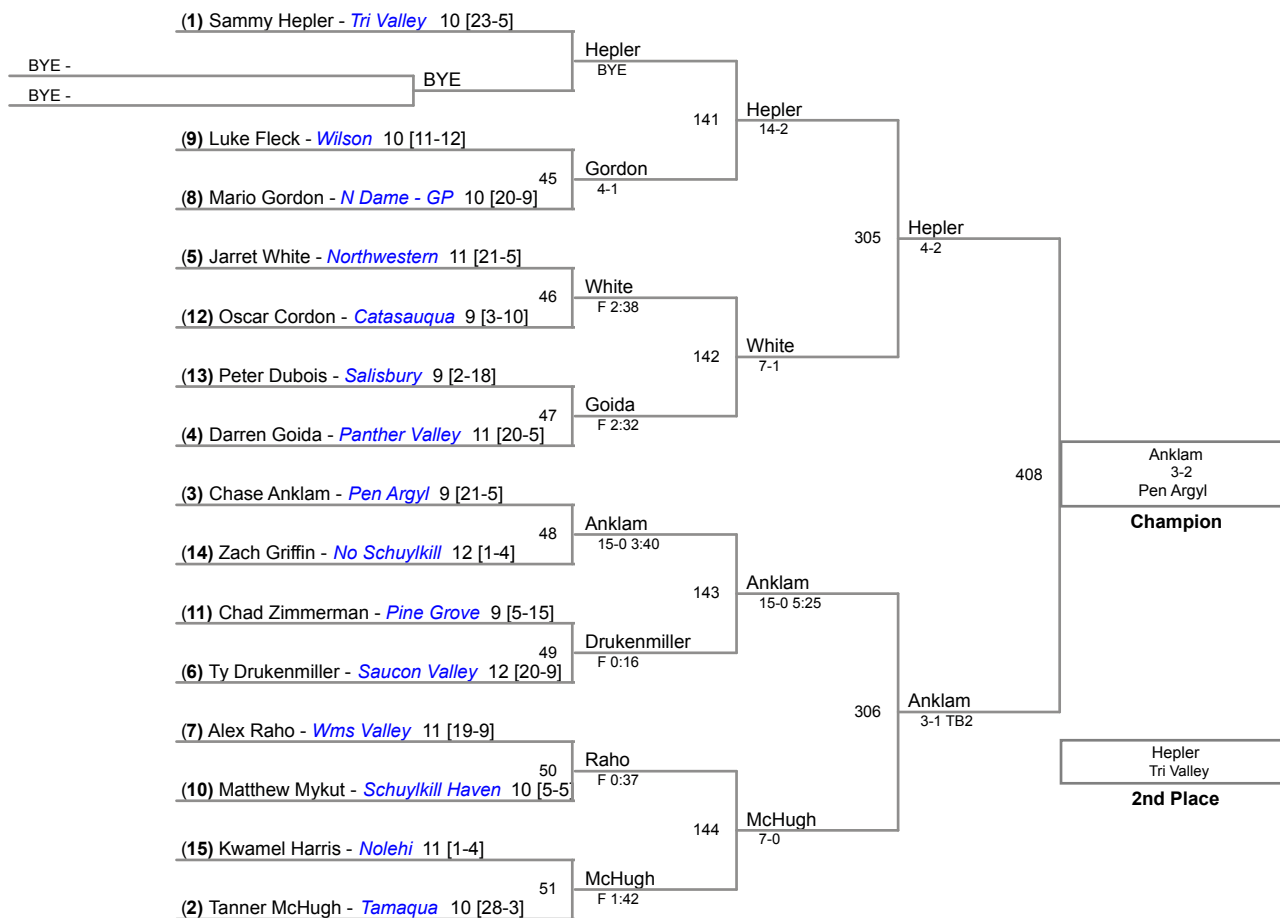 (1) Sammy Hepler - Tri Valley 10 [23-5]
Hepler
BYE
BYE -
BYE
BYE -
141
Hepler
14-2
(9) Luke Fleck - Wilson 10 [11-12]
45
Gordon
4-1
(8) Mario Gordon - N Dame - GP 10 [20-9]
305
Hepler
4-2
(5) Jarret White - Northwestern 11 [21-5]
46
White
F 2:38
(12) Oscar Cordon - Catasauqua 9 [3-10]
142
White
7-1
(13) Peter Dubois - Salisbury 9 [2-18]
47
Goida
F 2:32
(4) Darren Goida - Panther Valley 11 [20-5]
408
Anklam
3-2
Pen Argyl
Champion
(3) Chase Anklam - Pen Argyl 9 [21-5]
48
Anklam
15-0 3:40
(14) Zach Griffin - No Schuylkill 12 [1-4]
143
Anklam
15-0 5:25
(11) Chad Zimmerman - Pine Grove 9 [5-15]
49
Drukenmiller
F 0:16
(6) Ty Drukenmiller - Saucon Valley 12 [20-9]
306
Anklam
3-1 TB2
(7) Alex Raho - Wms Valley 11 [19-9]
50
Raho
F 0:37
(10) Matthew Mykut - Schuylkill Haven 10 [5-5]
Hepler
Tri Valley
2nd Place
144
McHugh
7-0
(15) Kwamel Harris - Nolehi 11 [1-4]
51
McHugh
F 1:42
(2) Tanner McHugh - Tamaqua 10 [28-3]